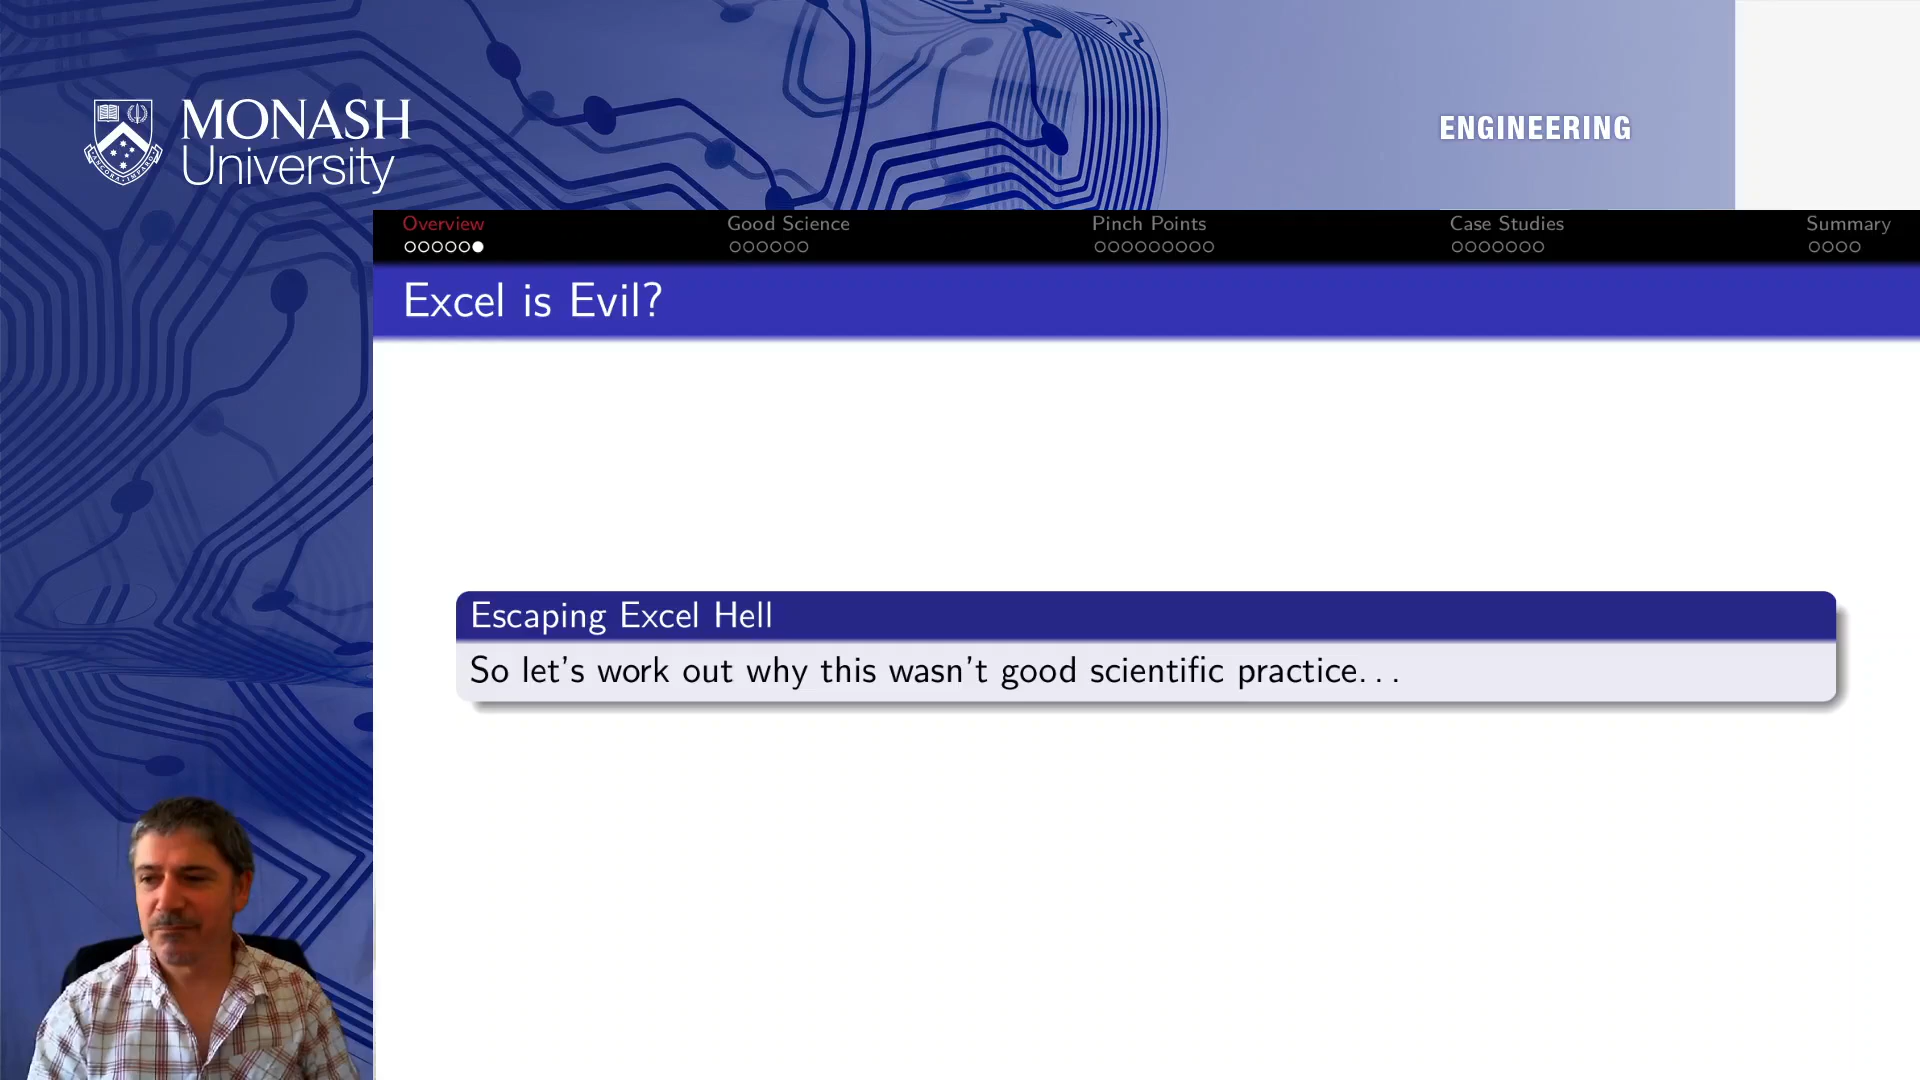 MONASH
University
ENGINEERING
Overview
Good Science
Pinch Points
Case Studies
Summary
Excel is Evil?
Escaping Excel Hell
So let's work out why this wasn't good scientific practice...